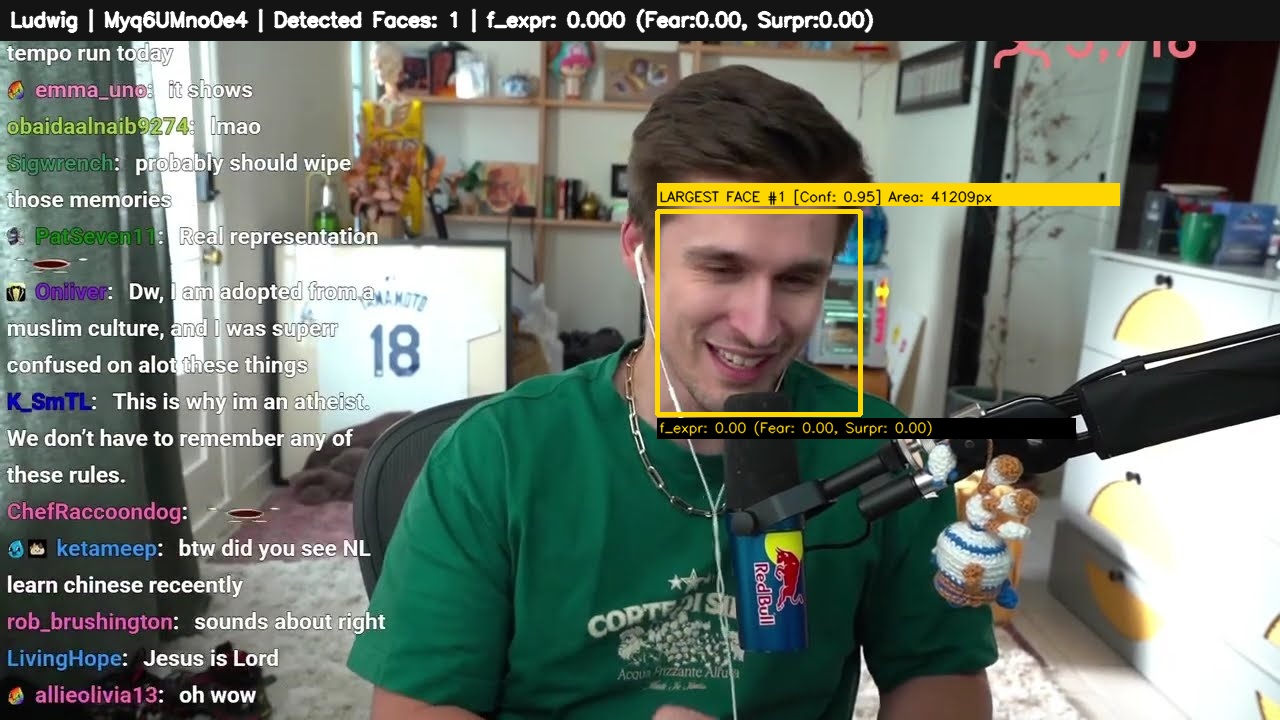 Ludwig | Myq6UMno0e4 | Detected Faces: 1 | f_expr: 0.000 (Fear:0.00, Surpr:0.00)
tempo run today
emma_uno: it shows
obaidaalnaib9274: lmao
Sigwrench: probably should wipe
those memories
PatSeven11: Real representation
Oniiver: Dw, I am adopted from a
muslim culture, and I was superr
confused on alot these things
K_SmTL: This is why im an atheist.
We don't have to remember any of
these rules.
ChefRaccoondog:
ketameep: btw did you see NL
learn chinese receently
rob_brushington: sounds about right
LivingHope: Jesus is Lord
allieolivia13: oh wow
LARGEST FACE #1 [Conf: 0.95] Area: 41209px
f_expr: 0.00 (Fear: 0.00, Surpr: 0.00)
YAMAMOTO
18
Red Bull
Acqua Frizzante